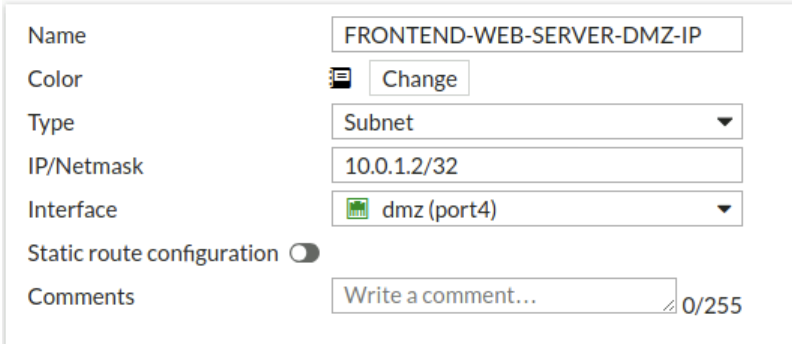 Name FRONTEND-WEB-SERVER-DMZ-IP
Color Change
Type Subnet
IP/Netmask 10.0.1.2/32
Interface dmz (port4)
Static route configuration
Comments Write a comment... 0/255